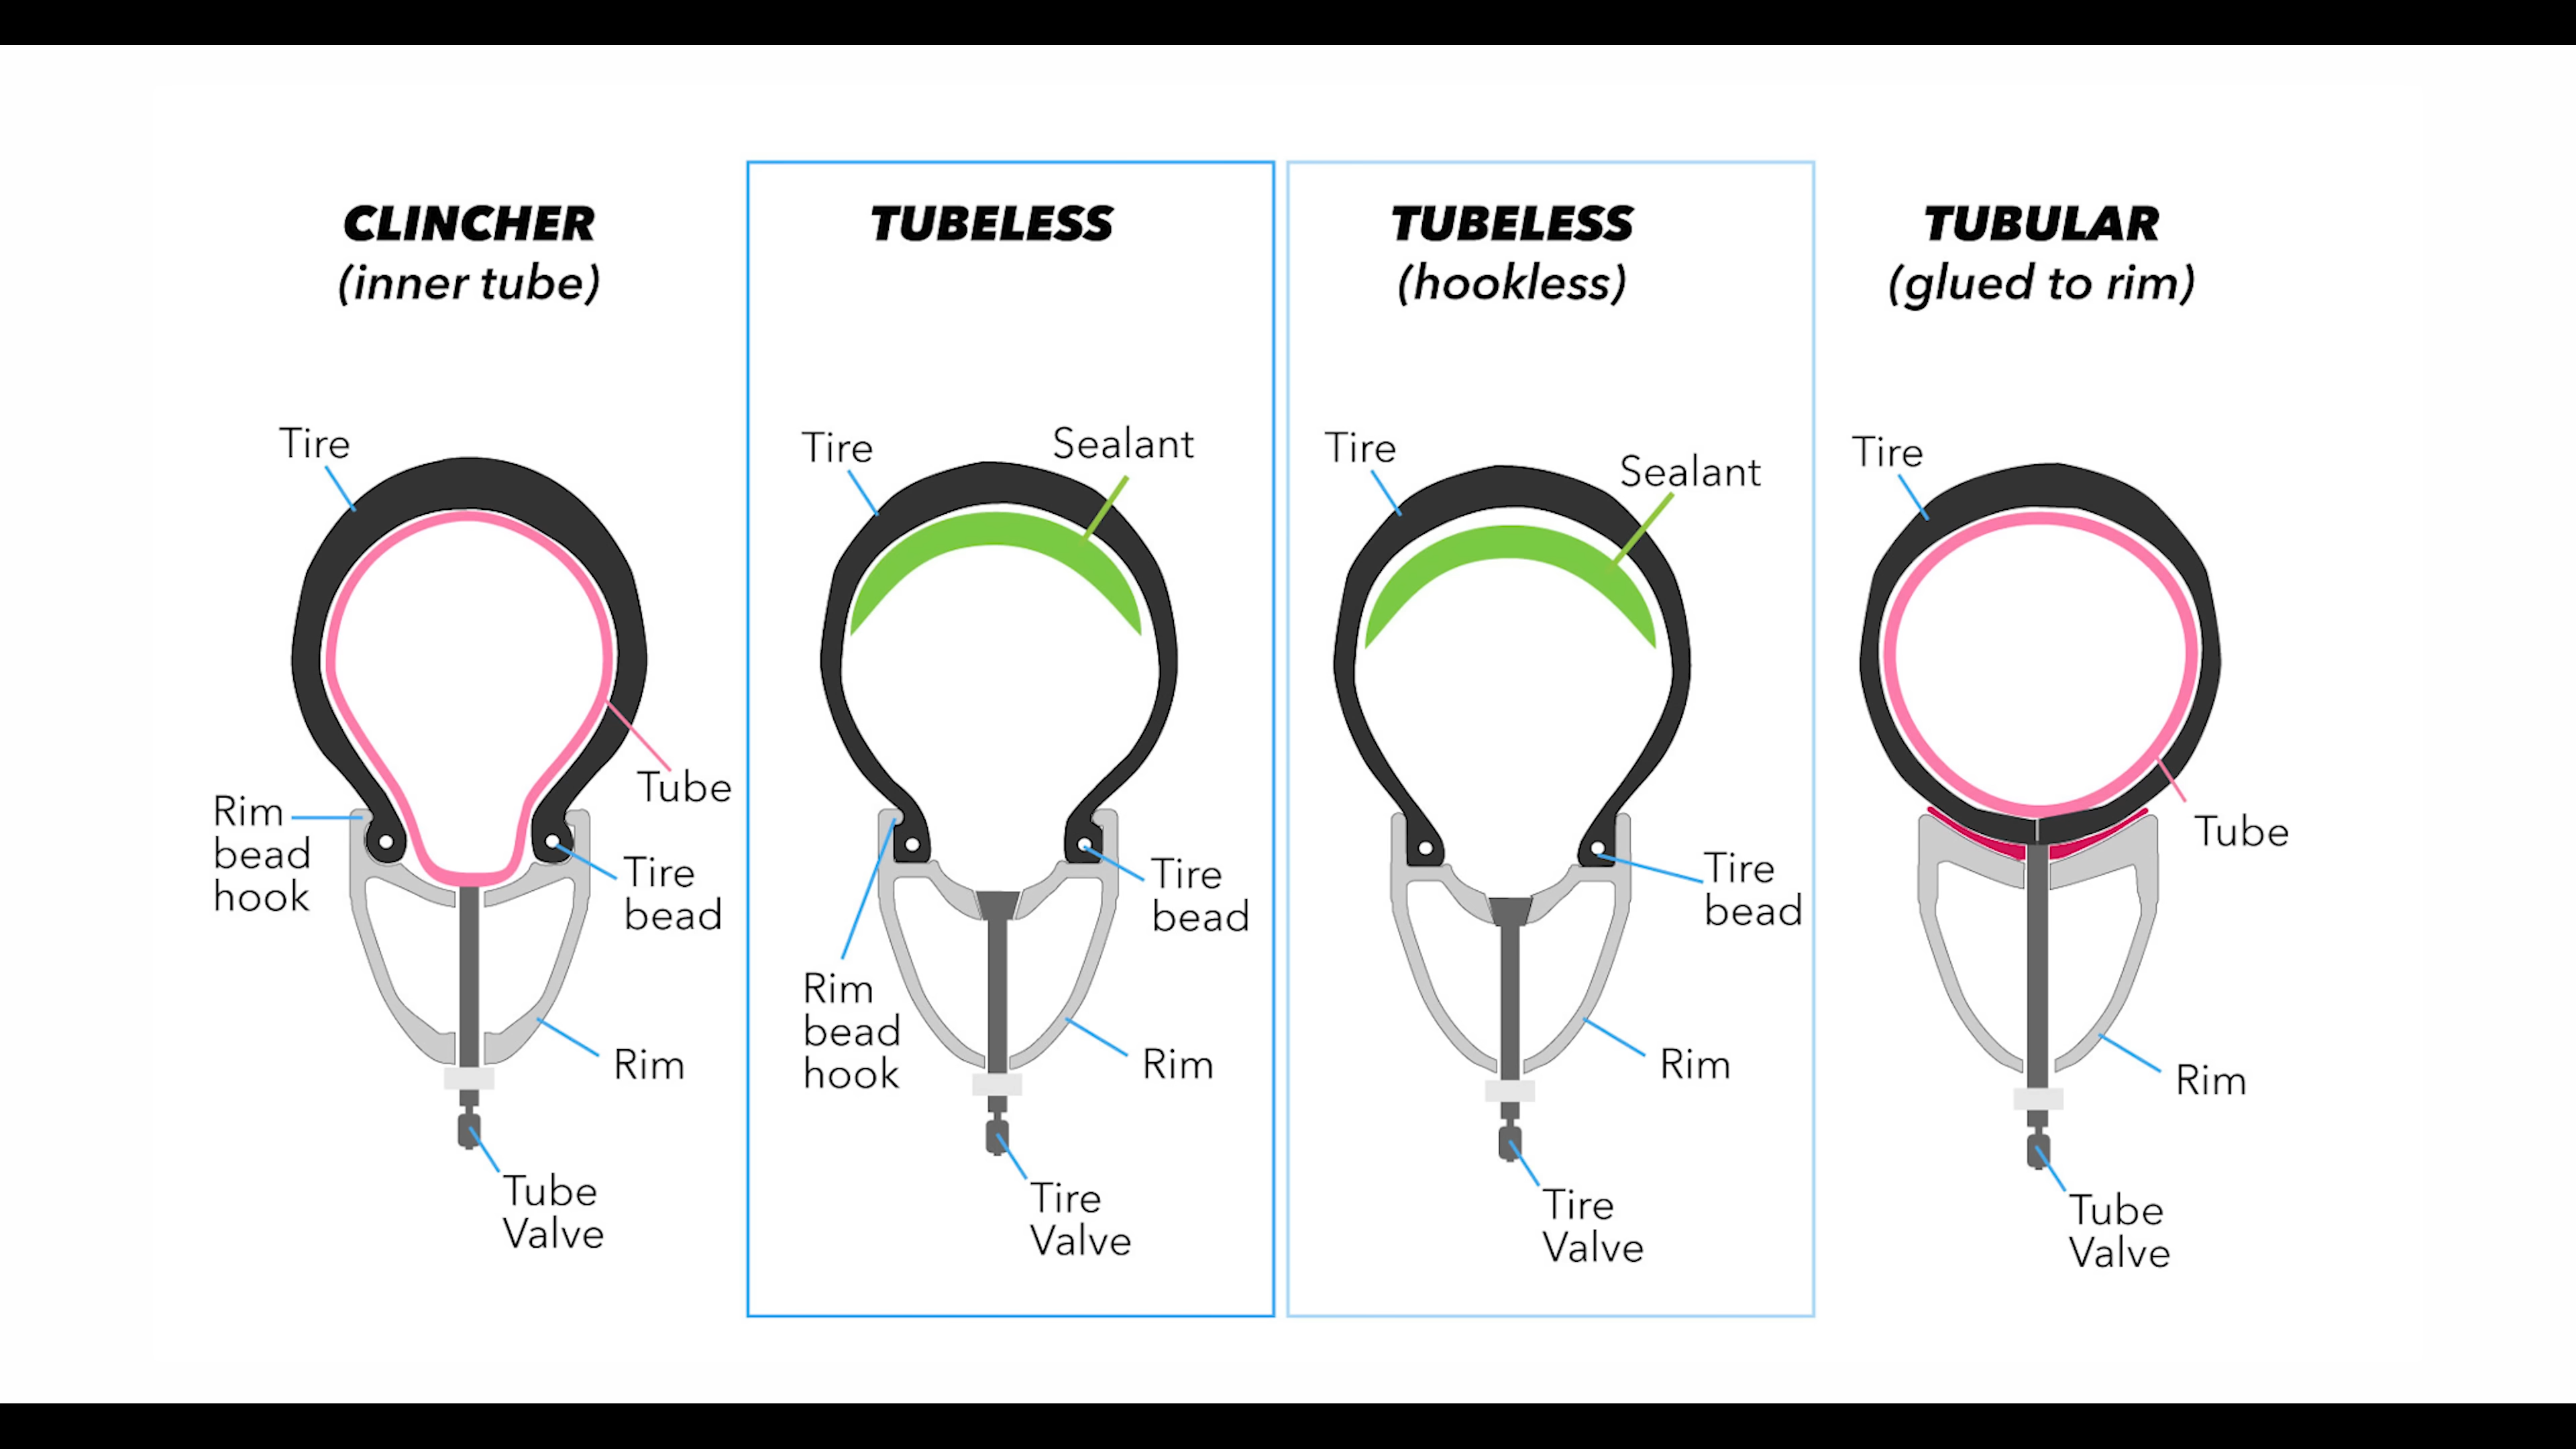 CLINCHER
(inner tube)
Tire
Tube
Rim
bead
hook
Tire
bead
Rim
Tube
Valve
TUBELESS
Tire
Sealant
Tire
bead
Rim
bead
hook
Rim
Tire
Valve
TUBELESS
(hookless)
Tire
Sealant
Tire
bead
Rim
Tire
Valve
TUBULAR
(glued to rim)
Tire
Tube
Rim
Tube
Valve